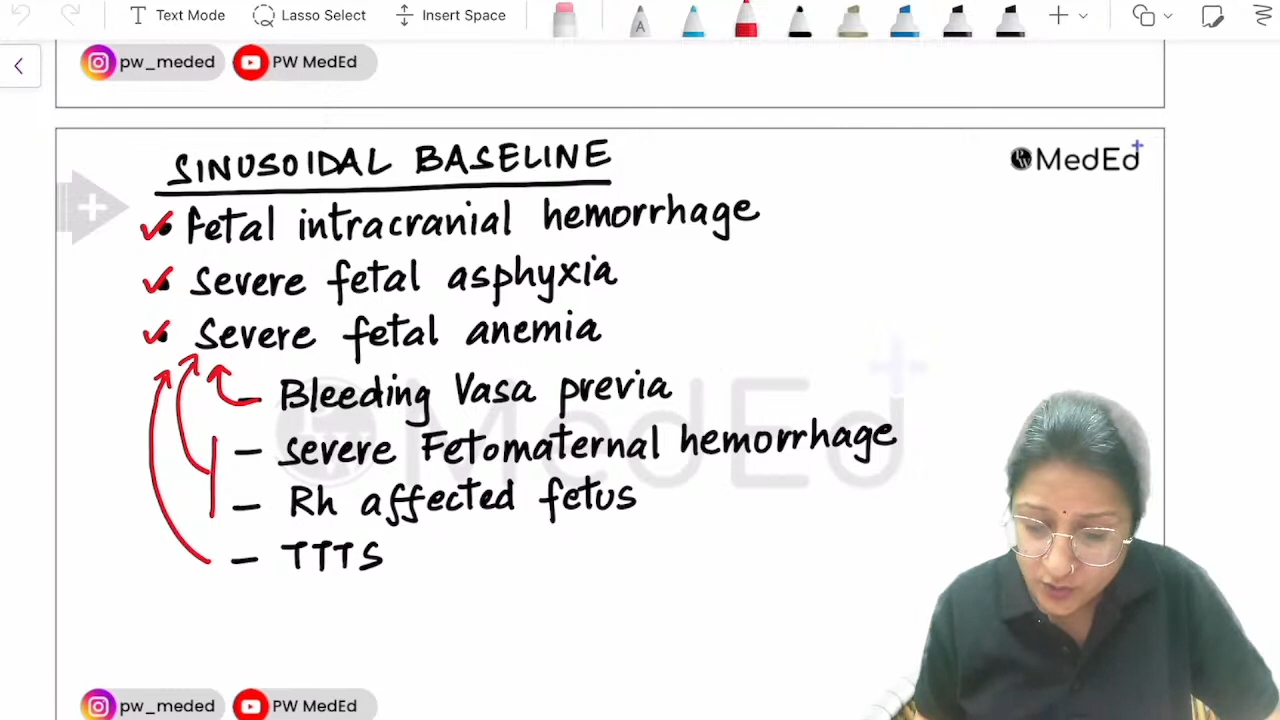 Text Mode Lasso Select Insert Space
A
pw_meded PW MedEd
SINUSOIDAL BASELINE
MedEd
• Fetal intracranial hemorrhage
• Severe fetal asphyxia
• Severe fetal anemia
– Bleeding Vasa previa
– Severe Fetomaternal hemorrhage
– Rh affected fetus
– TTTS
MedEd
pw_meded PW MedEd